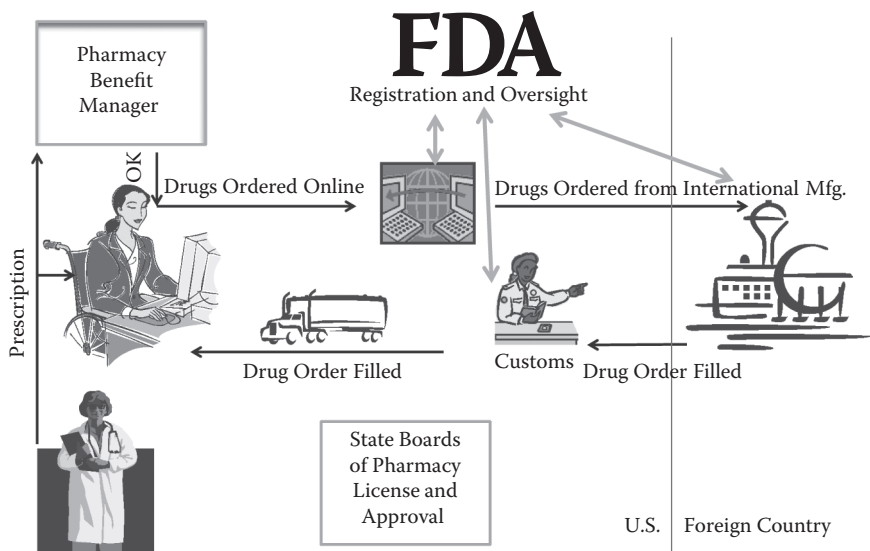 Pharmacy
Benefit
Manager
FDA
Registration and Oversight
OK
Drugs Ordered Online
Drugs Ordered from International Mfg.
Prescription
Customs
Drug Order Filled
Drug Order Filled
State Boards
of Pharmacy
License and
Approval
U.S.
Foreign Country